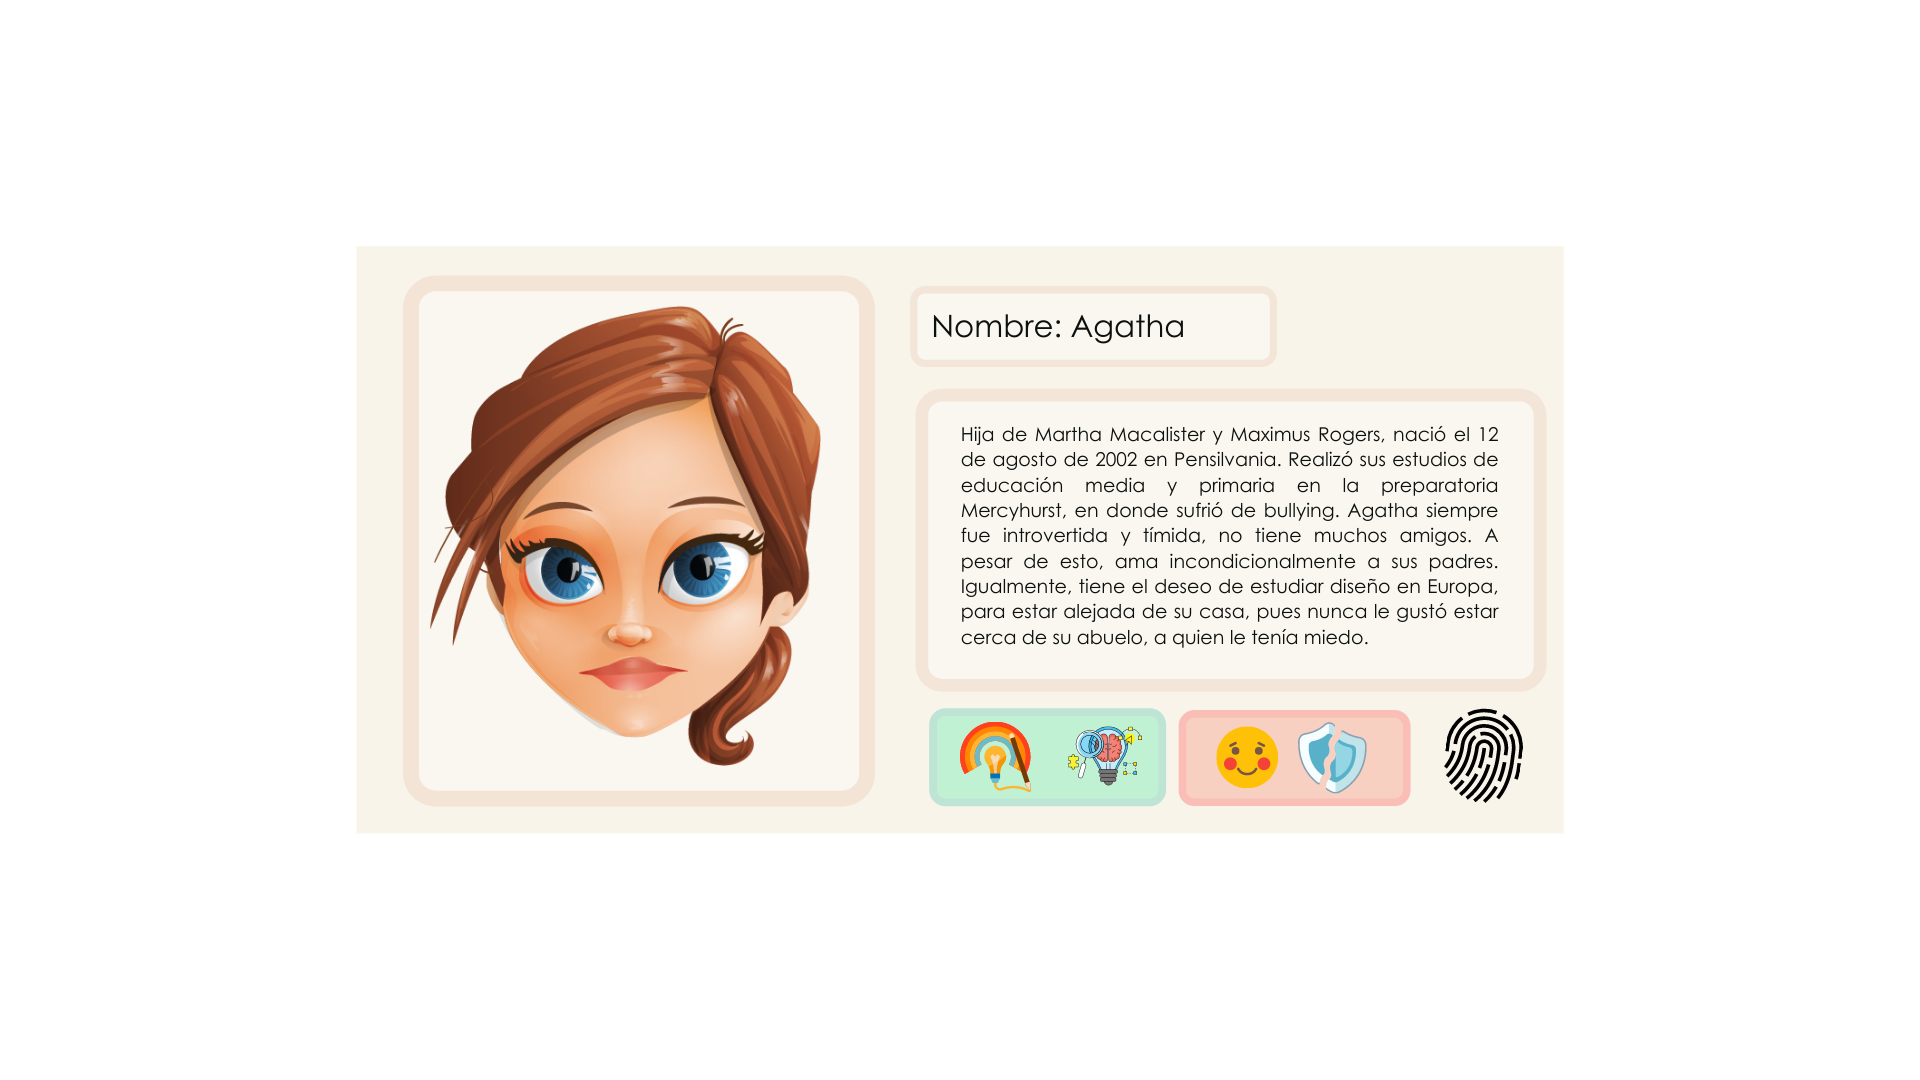 Nombre: Agatha
Hija de Martha Macalister y Maximus Rogers, nació el 12
de agosto de 2002 en Pensilvania. Realizó sus estudios de
educación media y primaria en la preparatoria
Mercyhurst, en donde sufrió de bullying. Agatha siempre
fue introvertida y tímida, no tiene muchos amigos. A
pesar de esto, ama incondicionalmente a sus padres.
Igualmente, tiene el deseo de estudiar diseño en Europa,
para estar alejada de su casa, pues nunca le gustó estar
cerca de su abuelo, a quien le tenía miedo.